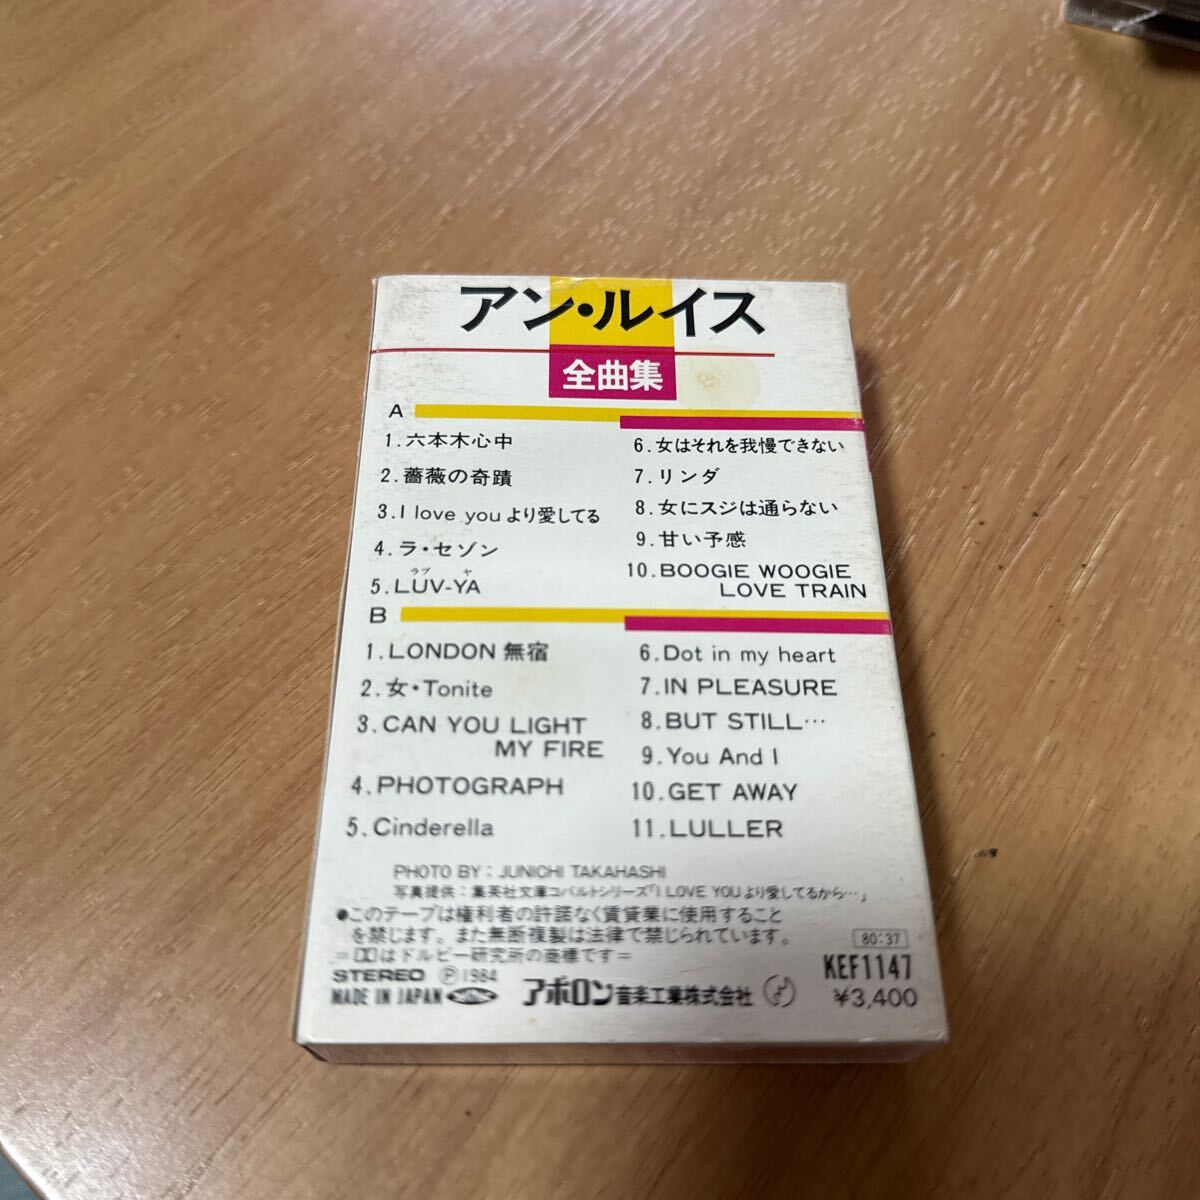 アン・ルイス
全曲集
A
1.六本木心中
2.薔薇の奇蹟
3.I love youより愛してる
4.ラ・セゾン
ラブ ヤ
5.LUV-YA
6.女はそれを我慢できない
7.リンダ
8.女にスジは通らない
9.甘い予感
10.BOOGIE WOOGIE
LOVE TRAIN
B
1.LONDON無宿
2.女・Tonite
3.CAN YOU LIGHT
MY FIRE
4.PHOTOGRAPH
5.Cinderella
6.Dot in my heart
7.IN PLEASURE
8.BUT STILL…
9.You And I
10.GET AWAY
11.LULLER
PHOTO BY：JUNICHI TAKAHASHI
写真提供：集英社文庫コバルトシリーズ「I LOVE YOUより愛してるから…」
●このテープは権利者の許諾なく賃貸業に使用すること
を禁じます。また無断複製は法律で禁じられています。
=はドルビー研究所の商標です=
80:37
STEREO Ⓟ1984
KEF1147
MADE IN JAPAN
アポロン音楽工業株式会社
¥3,400